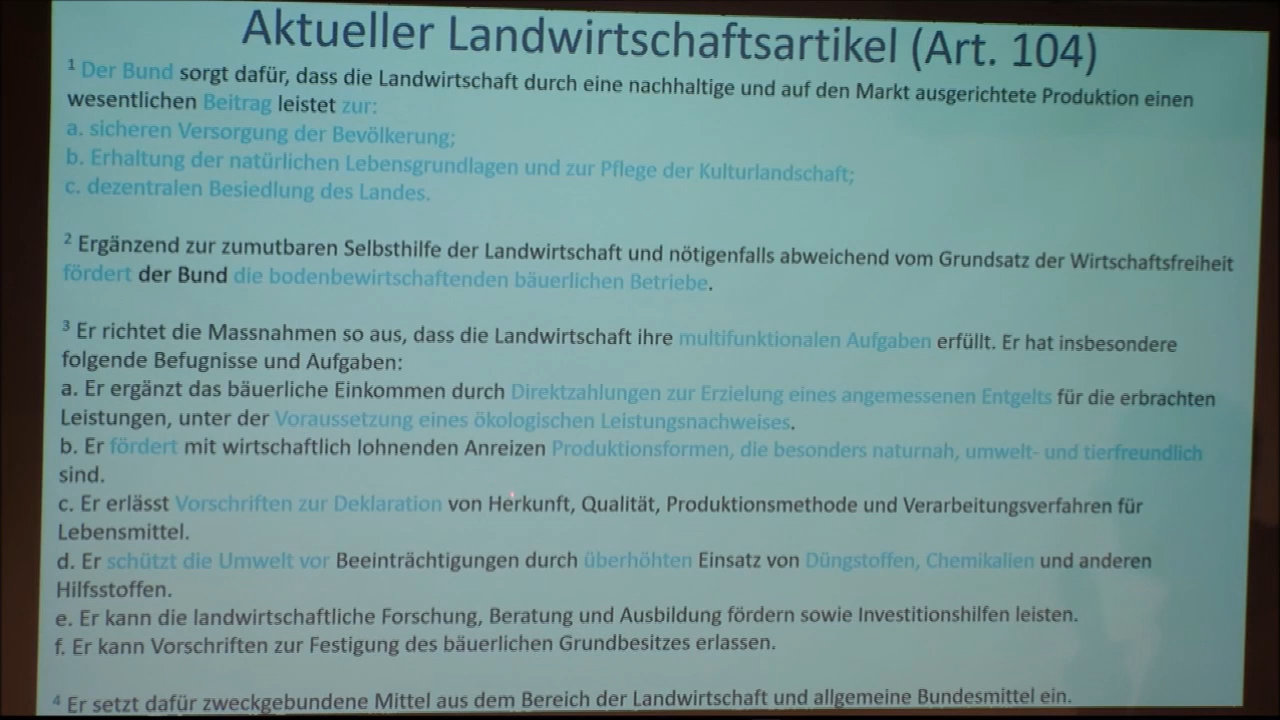 Aktueller Landwirtschaftsartikel (Art. 104)
¹ Der Bund sorgt dafür, dass die Landwirtschaft durch eine nachhaltige und auf den Markt ausgerichtete Produktion einen
wesentlichen Beitrag leistet zur:
a. sicheren Versorgung der Bevölkerung;
b. Erhaltung der natürlichen Lebensgrundlagen und zur Pflege der Kulturlandschaft;
c. dezentralen Besiedlung des Landes.
² Ergänzend zur zumutbaren Selbsthilfe der Landwirtschaft und nötigenfalls abweichend vom Grundsatz der Wirtschaftsfreiheit
fördert der Bund die bodenbewirtschaftenden bäuerlichen Betriebe.
³ Er richtet die Massnahmen so aus, dass die Landwirtschaft ihre multifunktionalen Aufgaben erfüllt. Er hat insbesondere
folgende Befugnisse und Aufgaben:
a. Er ergänzt das bäuerliche Einkommen durch Direktzahlungen zur Erzielung eines angemessenen Entgelts für die erbrachten
Leistungen, unter der Voraussetzung eines ökologischen Leistungsnachweises.
b. Er fördert mit wirtschaftlich lohnenden Anreizen Produktionsformen, die besonders naturnah, umwelt- und tierfreundlich
sind.
c. Er erlässt Vorschriften zur Deklaration von Herkunft, Qualität, Produktionsmethode und Verarbeitungsverfahren für
Lebensmittel.
d. Er schützt die Umwelt vor Beeinträchtigungen durch überhöhten Einsatz von Düngstoffen, Chemikalien und anderen
Hilfsstoffen.
e. Er kann die landwirtschaftliche Forschung, Beratung und Ausbildung fördern sowie Investitionshilfen leisten.
f. Er kann Vorschriften zur Festigung des bäuerlichen Grundbesitzes erlassen.
⁴ Er setzt dafür zweckgebundene Mittel aus dem Bereich der Landwirtschaft und allgemeine Bundesmittel ein.